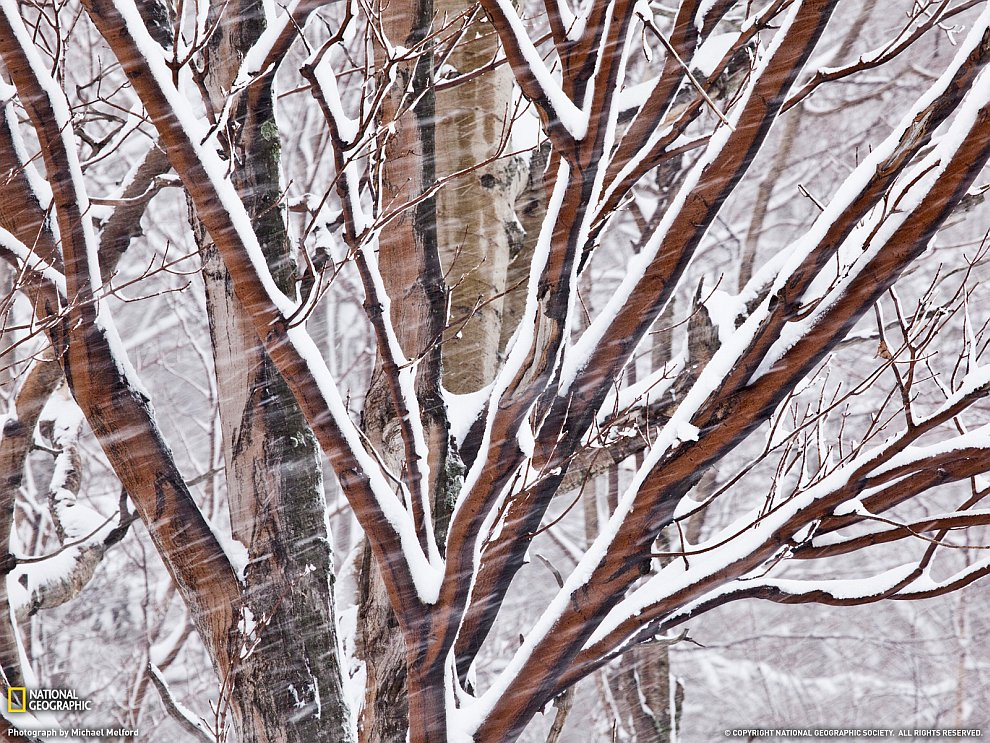 NATIONAL
GEOGRAPHIC
Photograph by Michael Melford
© COPYRIGHT NATIONAL GEOGRAPHIC SOCIETY. ALL RIGHTS RESERVED.